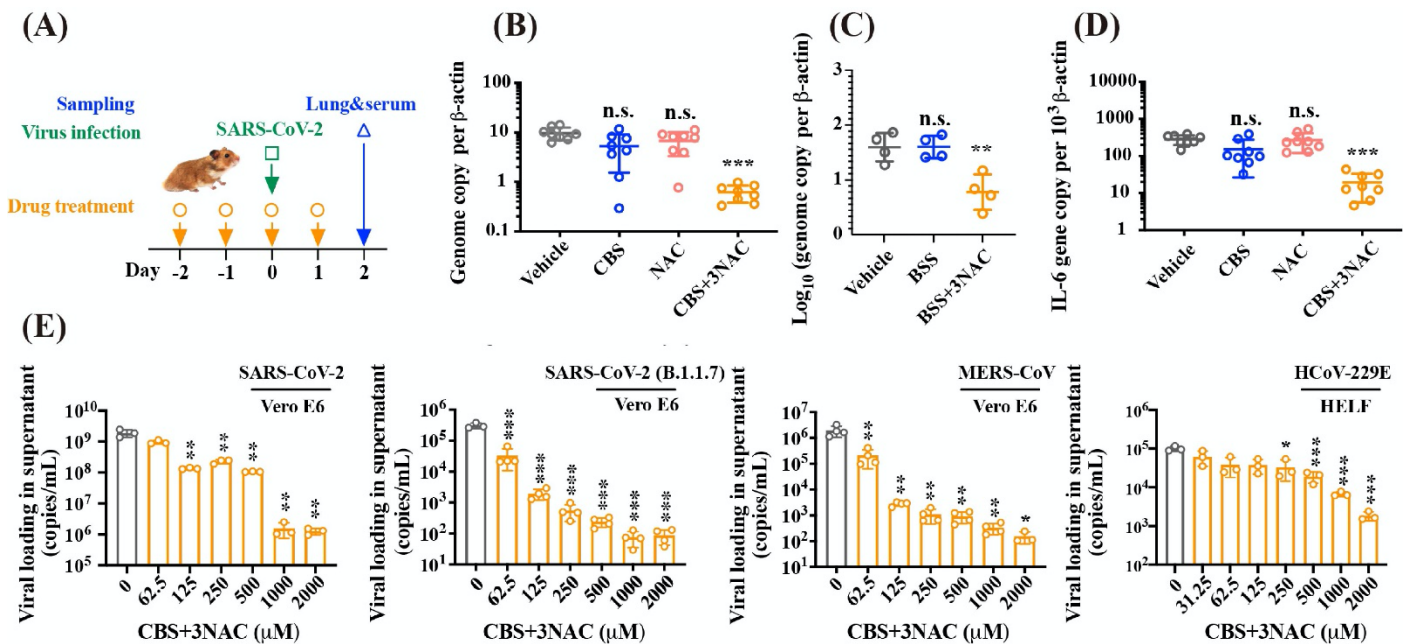 (A)
Sampling
Lung&serum
Virus infection
SARS-CoV-2
Drug treatment
Day -2 -1 0 1 2
(B)
Genome copy per β-actin
100
10
1
0.1
n.s.
n.s.
***
Vehicle
CBS
NAC
CBS+3NAC
(C)
Log10 (genome copy per β-actin)
3
2
1
0
n.s.
**
Vehicle
BSS
BSS+3NAC
(D)
IL-6 gene copy per 10³ β-actin
10000
1000
100
10
1
n.s.
n.s.
***
Vehicle
CBS
NAC
CBS+3NAC
(E)
SARS-CoV-2
Vero E6
Viral loading in supernatant
(copies/mL)
10¹⁰
10⁹
10⁸
10⁷
10⁶
10⁵
** ** ** ** **
0 62.5 125 250 500 1000 2000
CBS+3NAC (μM)
SARS-CoV-2 (B.1.1.7)
Vero E6
Viral loading in supernatant
(copies/mL)
10⁶
10⁵
10⁴
10³
10²
10¹
*** *** *** *** *** ***
0 62.5 125 250 500 1000 2000
CBS+3NAC (μM)
MERS-CoV
Vero E6
Viral loading in supernatant
(copies/mL)
10⁷
10⁶
10⁵
10⁴
10³
10²
10¹
** ** ** ** ** *
0 62.5 125 250 500 1000 2000
CBS+3NAC (μM)
HCoV-229E
HELF
Viral loading in supernatant
(copies/mL)
10⁶
10⁵
10⁴
10³
10²
* *** *** ***
0 31.25 62.5 125 250 500 1000 2000
CBS+3NAC (μM)